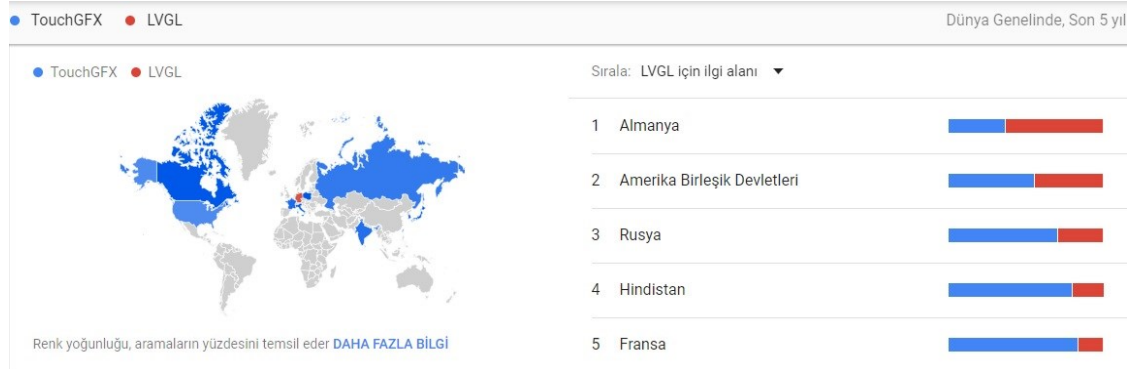 TouchGFX LVGL Dünya Genelinde, Son 5 yıl
TouchGFX LVGL
Sırala: LVGL için ilgi alanı
1 Almanya
2 Amerika Birleşik Devletleri
3 Rusya
4 Hindistan
5 Fransa
Renk yoğunluğu, aramaların yüzdesini temsil eder DAHA FAZLA BİLGİ